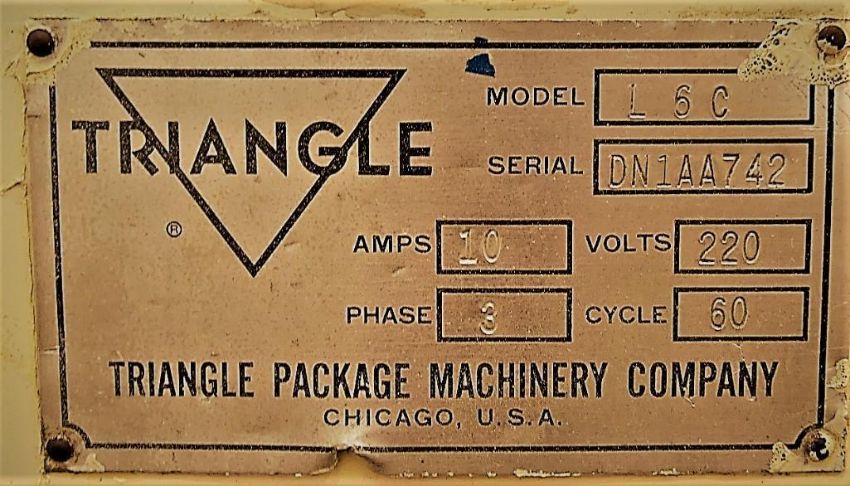 TRIANGLE
®
MODEL L 6 C
SERIAL DN1AA742
AMPS 10 VOLTS 220
PHASE 3 CYCLE 60
TRIANGLE PACKAGE MACHINERY COMPANY
CHICAGO, U.S.A.